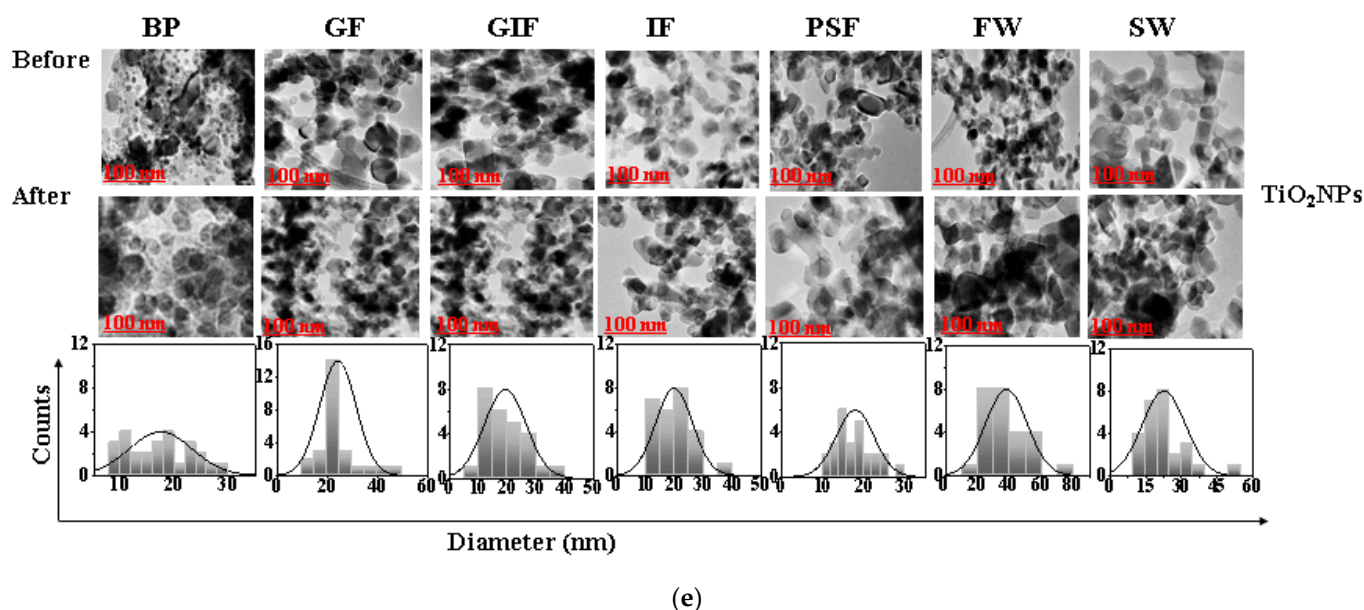 BP GF GIF IF PSF FW SW
Before
100 nm 100 nm 100 nm 100 nm 100 nm 100 nm 100 nm
After
TiO₂NPs
100 nm 100 nm 100 nm 100 nm 100 nm 100 nm 100 nm
Counts
12 8 4 0
10 20 30
16 12 8 4 0
0 20 40 60
12 8 4 0
0 10 20 30 40 50
12 8 4 0
0 10 20 30 40 50
12 8 4 0
0 10 20 30
12 8 4 0
0 20 40 60 80
12 8 4 0
0 15 30 45 60
Diameter (nm)
(e)